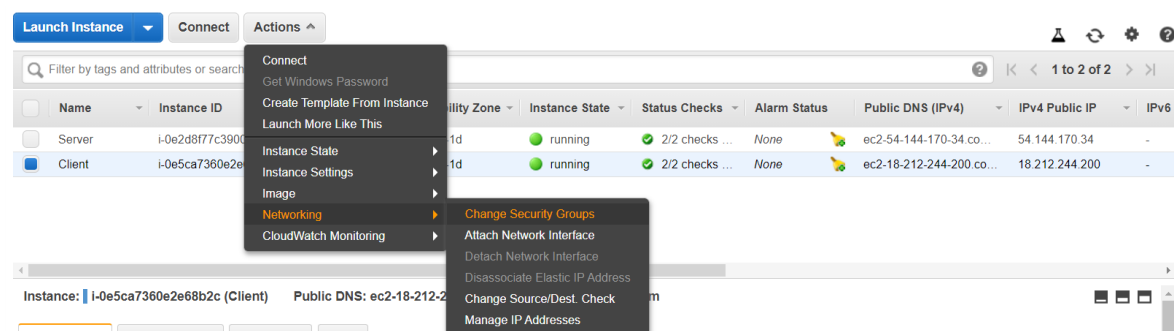 Launch Instance Connect Actions
Filter by tags and attributes or search 1 to 2 of 2
Name Instance ID ility Zone Instance State Status Checks Alarm Status Public DNS (IPv4) IPv4 Public IP IPv6
Server i-0e2d8f77c3900 -1d running 2/2 checks ... None ec2-54-144-170-34.co... 54.144.170.34 -
Client i-0e5ca7360e2e -1d running 2/2 checks ... None ec2-18-212-244-200.co... 18.212.244.200 -
Connect
Get Windows Password
Create Template From Instance
Launch More Like This
Instance State
Instance Settings
Image
Networking
CloudWatch Monitoring
Change Security Groups
Attach Network Interface
Detach Network Interface
Disassociate Elastic IP Address
Change Source/Dest. Check
Manage IP Addresses
Instance: i-0e5ca7360e2e68b2c (Client) Public DNS: ec2-18-212-2 m